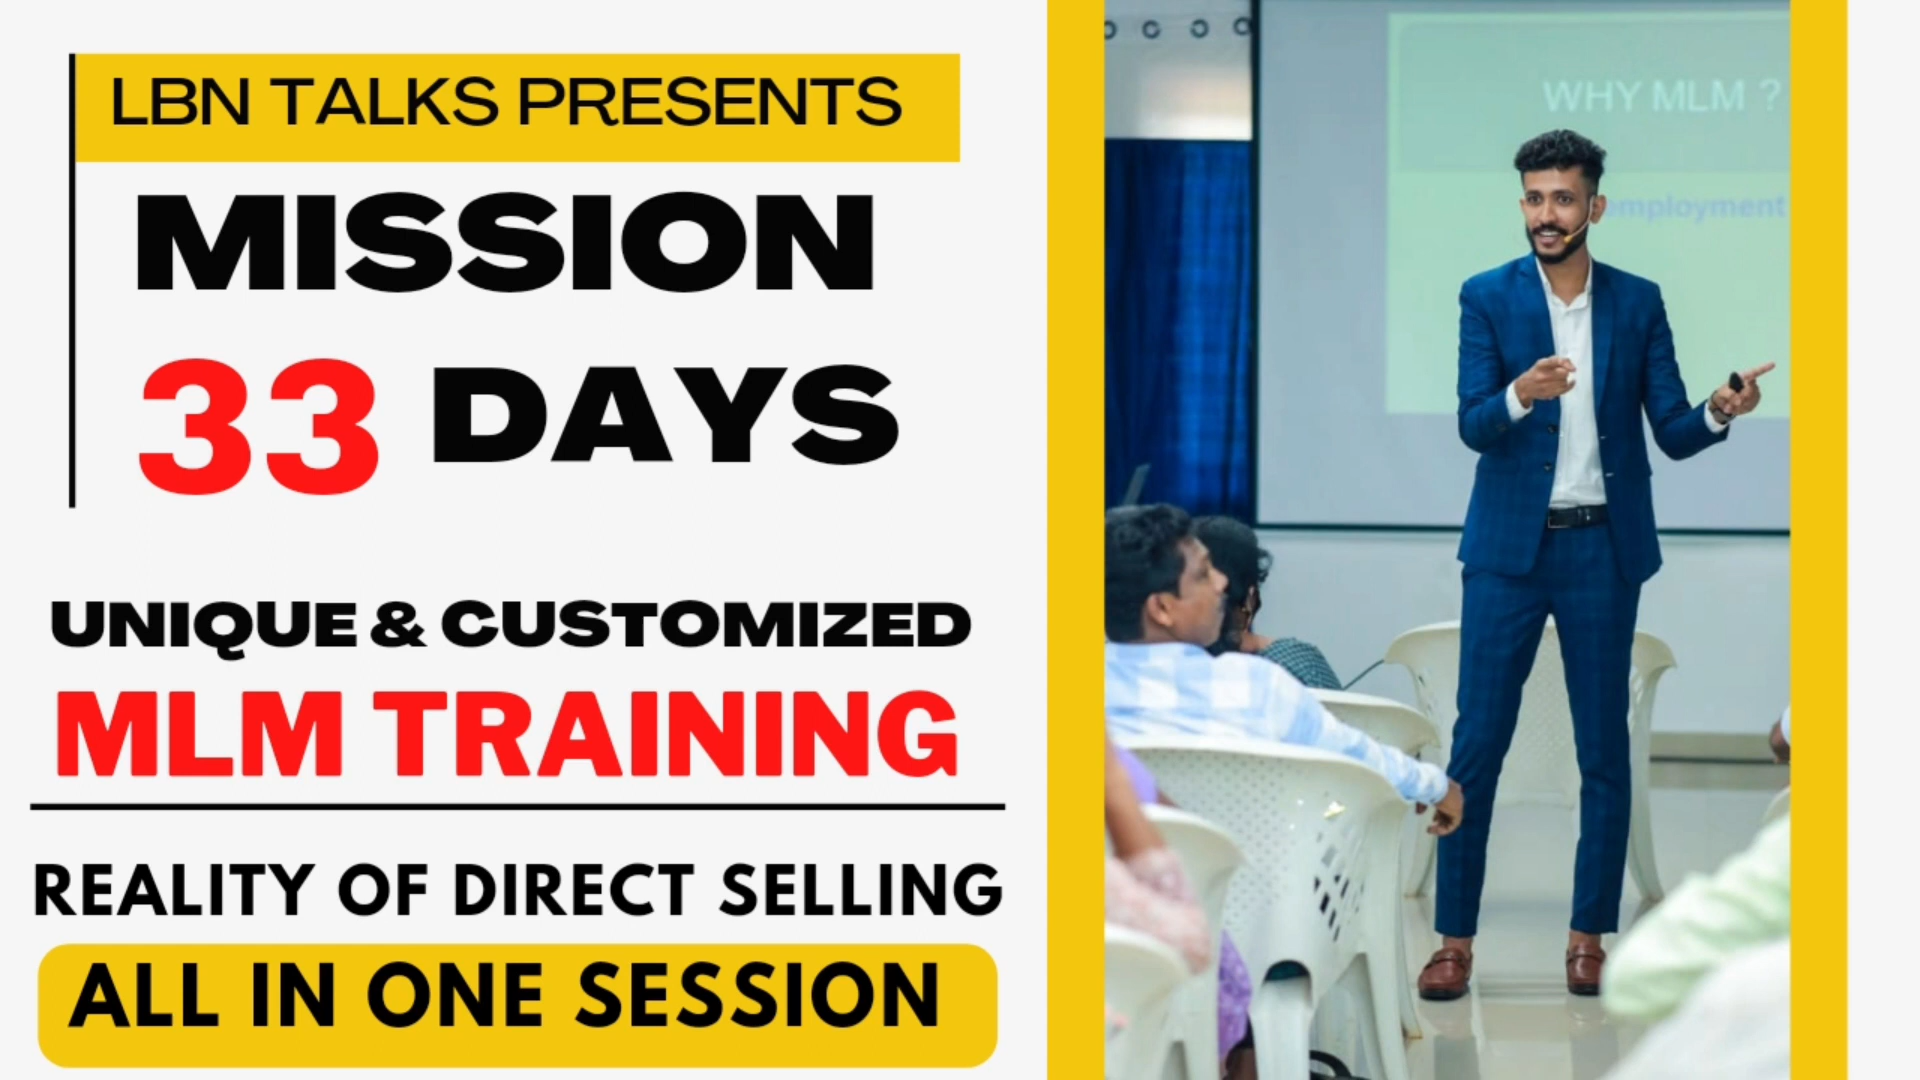 LBN TALKS PRESENTS
MISSION
33 DAYS
UNIQUE & CUSTOMIZED
MLM TRAINING
REALITY OF DIRECT SELLING
ALL IN ONE SESSION
WHY MLM ?
employment